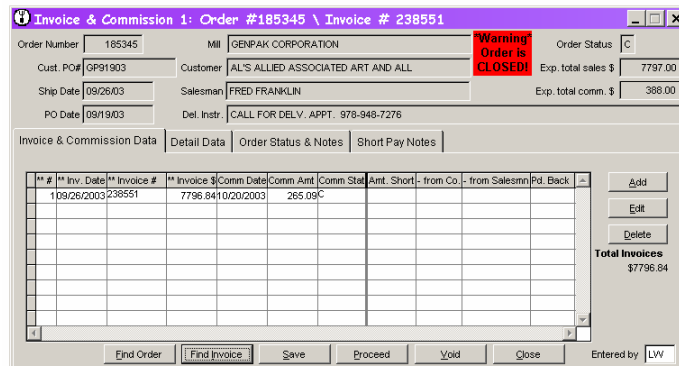 Invoice & Commission 1: Order #185345 \ Invoice # 238551
Order Number 185345 Mill GENPAK CORPORATION *Warning* Order is CLOSED! Order Status C
Cust. PO# GP91903 Customer AL'S ALLIED ASSOCIATED ART AND ALL Exp. total sales $ 7797.00
Ship Date 09/26/03 Salesman FRED FRANKLIN Exp. total comm. $ 388.00
PO Date 09/19/03 Del. Instr. CALL FOR DELV. APPT. 978-948-7276
Invoice & Commission Data Detail Data Order Status & Notes Short Pay Notes
** # ** Inv. Date ** Invoice # ** Invoice $ Comm Date Comm Amt Comm Stat Amt. Short - from Co. - from Salesmn Pd. Back
1 09/26/2003 238551 7796.84 10/20/2003 265.09 C
Add
Edit
Delete
Total Invoices
$7796.84
Find Order Find Invoice Save Proceed Void Close Entered by LW